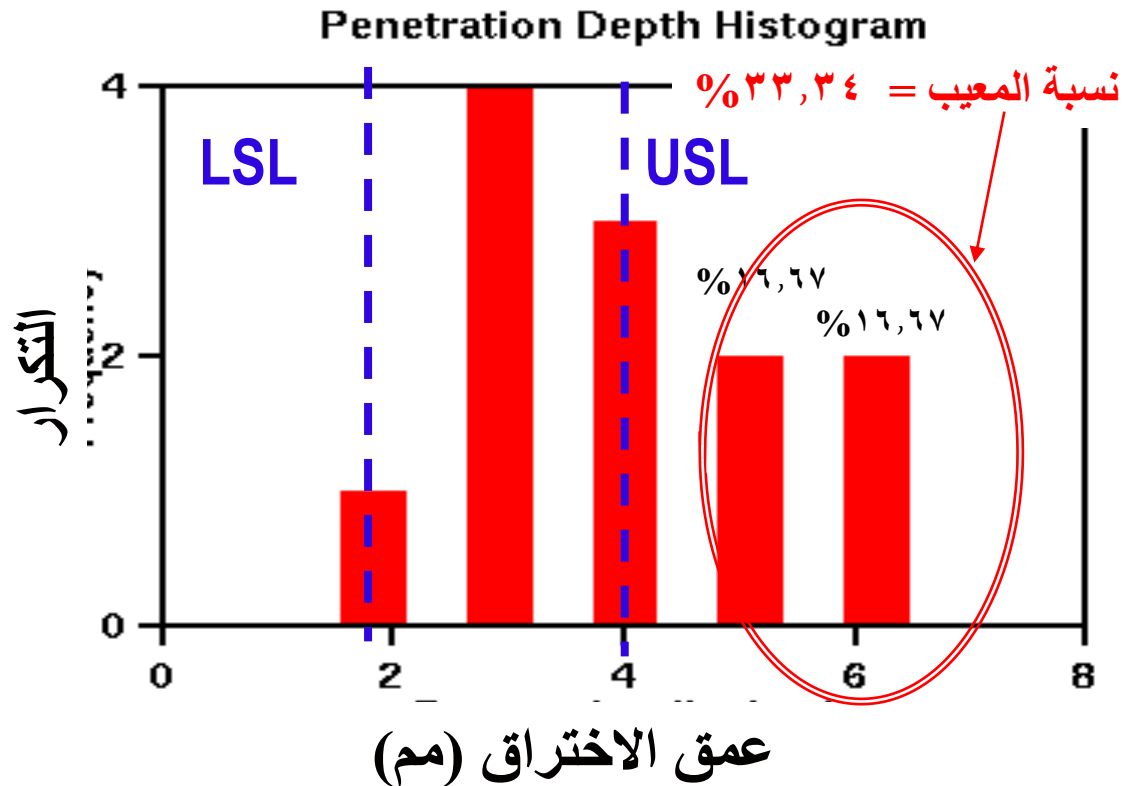 Penetration Depth Histogram
نسبة المعيب = ٣٣,٣٤%
4
LSL
USL
%١٦,٦٧
%١٦,٦٧
التكرار
2
0
0 2 4 6 8
عمق الاختراق (مم)